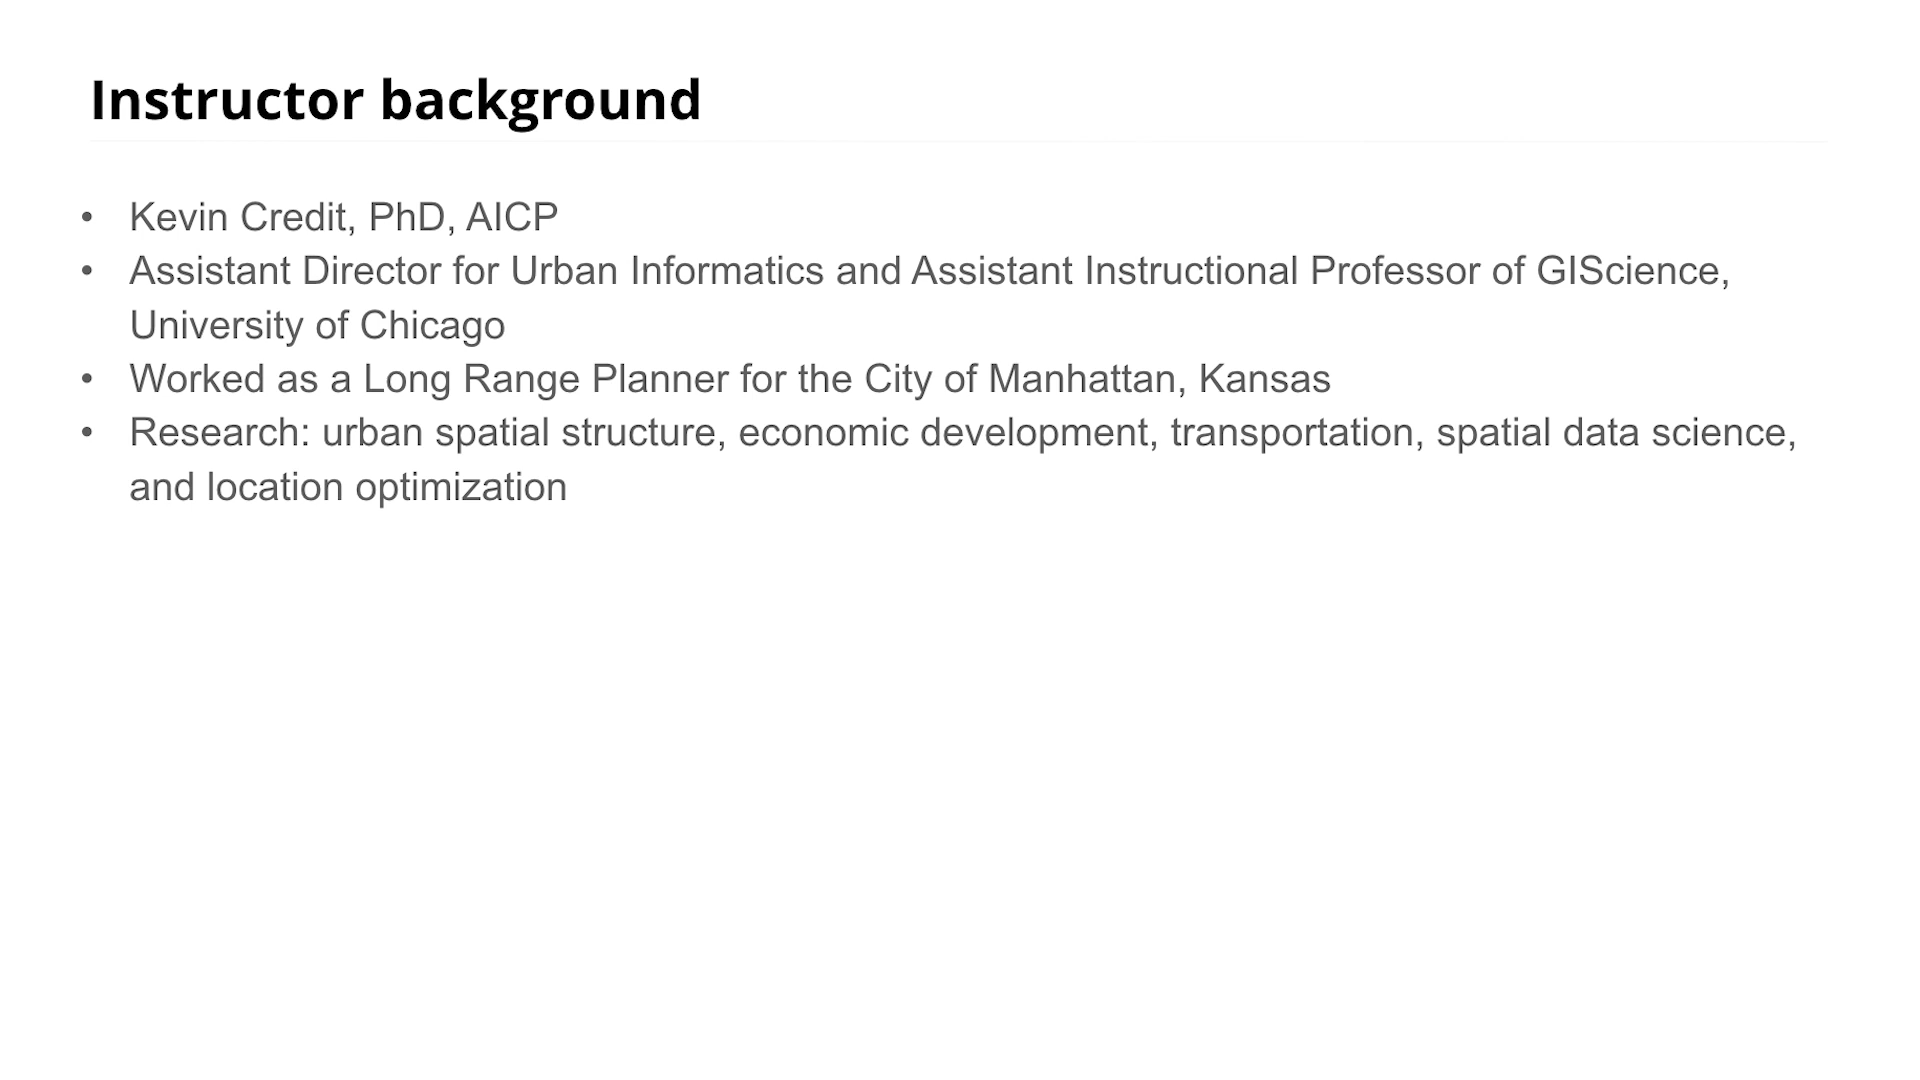 Instructor background
• Kevin Credit, PhD, AICP
• Assistant Director for Urban Informatics and Assistant Instructional Professor of GIScience,
University of Chicago
• Worked as a Long Range Planner for the City of Manhattan, Kansas
• Research: urban spatial structure, economic development, transportation, spatial data science,
and location optimization